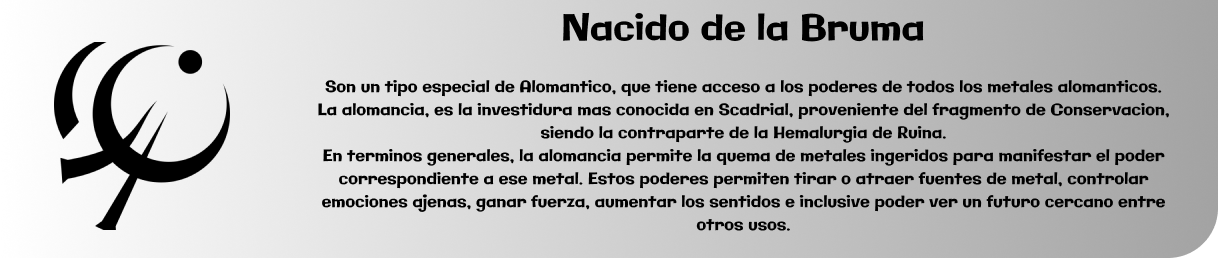 Nacido de la Bruma
Son un tipo especial de Alomantico, que tiene acceso a los poderes de todos los metales alomanticos.
La alomancia, es la investidura mas conocida en Scadrial, proveniente del fragmento de Conservacion,
siendo la contraparte de la Hemalurgia de Ruina.
En terminos generales, la alomancia permite la quema de metales ingeridos para manifestar el poder
correspondiente a ese metal. Estos poderes permiten tirar o atraer fuentes de metal, controlar
emociones ajenas, ganar fuerza, aumentar los sentidos e inclusive poder ver un futuro cercano entre
otros usos.